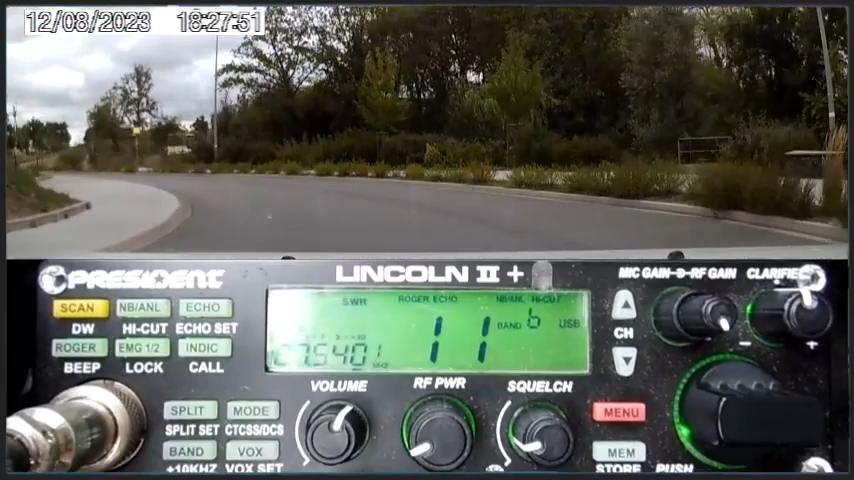 12/08/2023 18:27:51
PRESIDENT LINCOLN II + MIC GAIN RF GAIN CLARIFIER
SCAN NB/ANL ECHO
DW HI-CUT ECHO SET
ROGER EMG 1/2 INDIC
BEEP LOCK CALL
SWR ROGER ECHO NB/ANL HI-CUT
11 BAND b USB
27.540
CH
VOLUME RF PWR SQUELCH
SPLIT MODE
SPLIT SET CTCSS/DCS
BAND VOX
+10KHZ VOX SET
MENU
MEM
STORE PUSH
- +